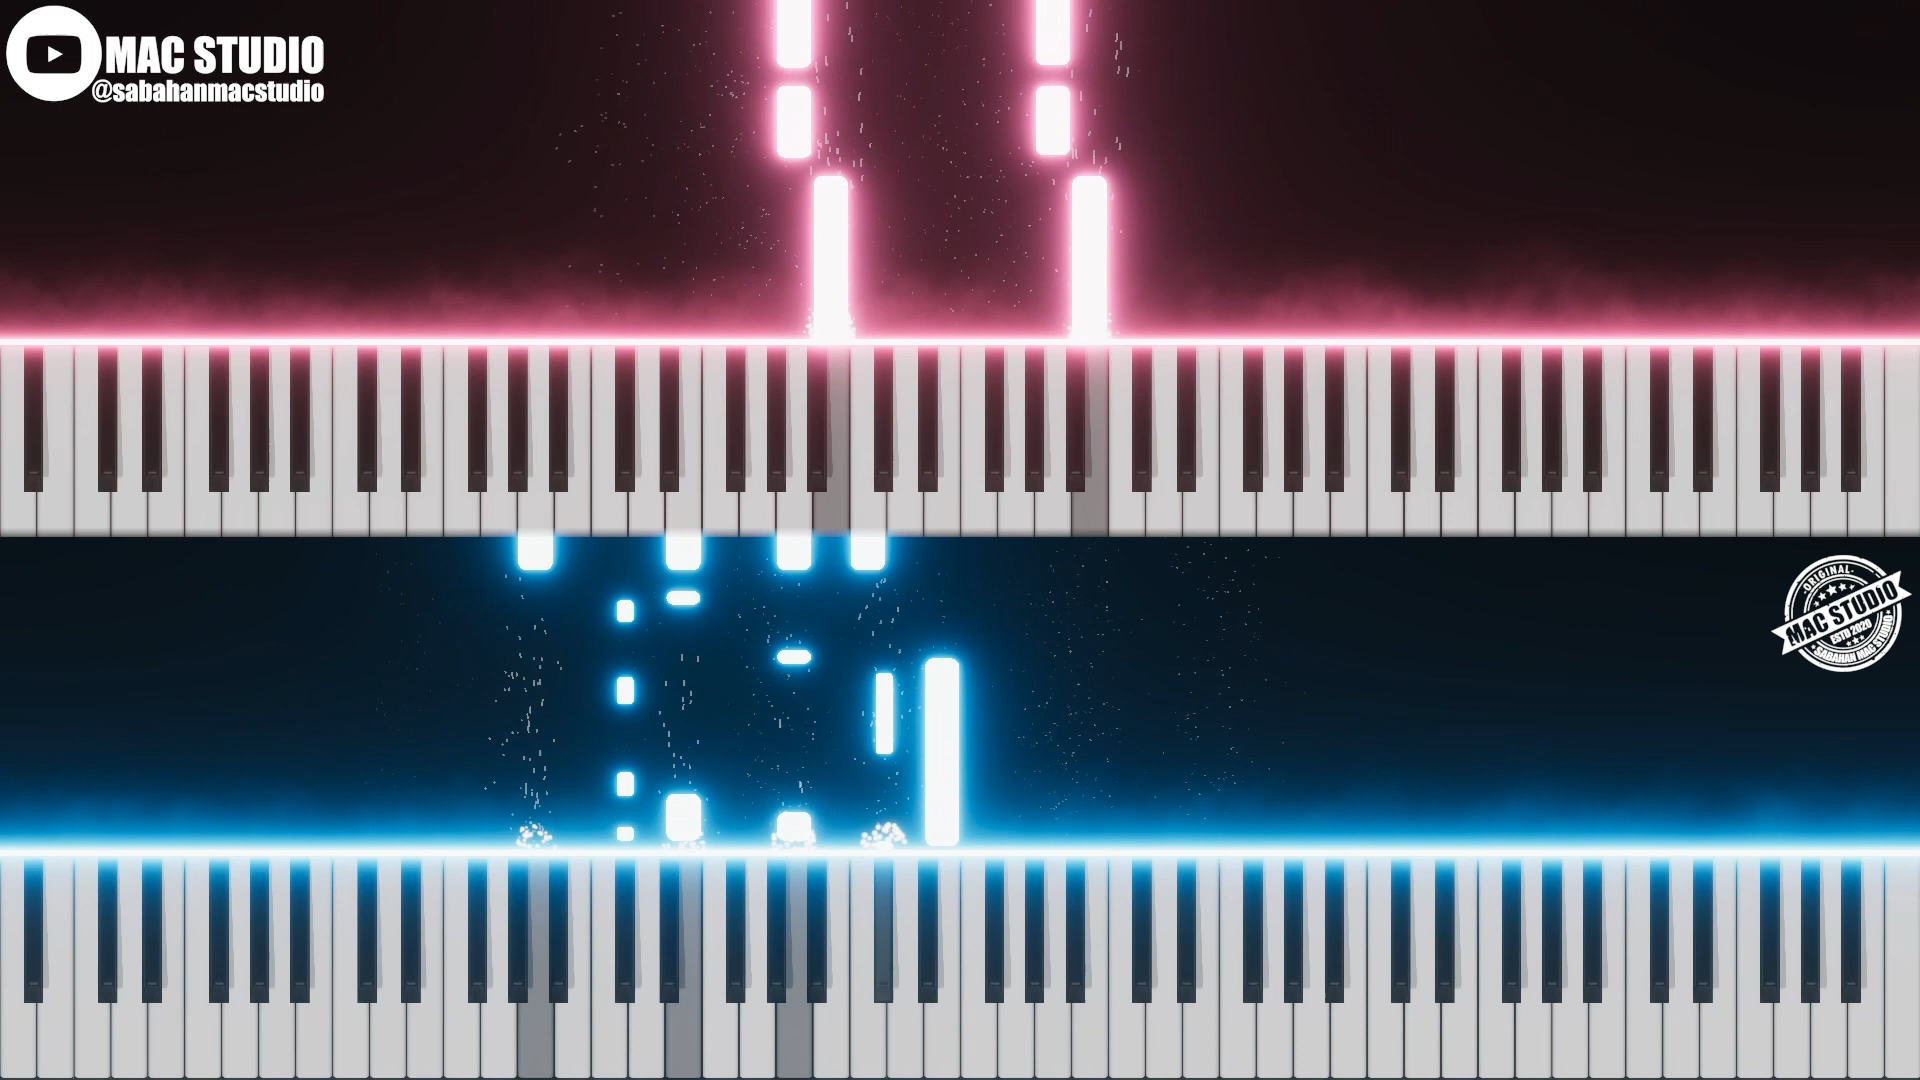 MAC STUDIO
@sabahanmacstudio
·ORIGINAL·
MAC STUDIO
ESTD 2020
SABAHAN MAC STUDIO